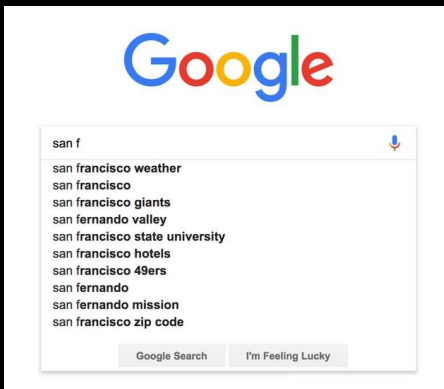 Google
san f
san francisco weather
san francisco
san francisco giants
san fernando valley
san francisco state university
san francisco hotels
san francisco 49ers
san fernando
san fernando mission
san francisco zip code
Google Search I'm Feeling Lucky